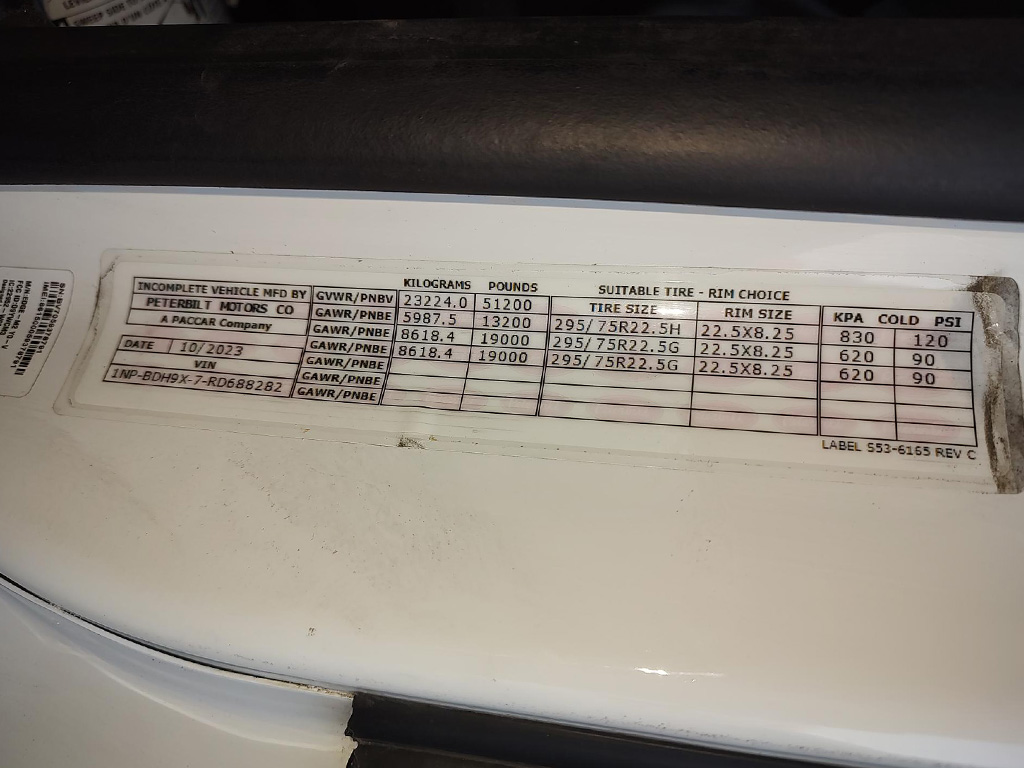 KILOGRAMS POUNDS SUITABLE TIRE - RIM CHOICE
INCOMPLETE VEHICLE MFD BY GVWR/PNBV 23224.0 51200 TIRE SIZE RIM SIZE KPA COLD PSI
PETERBILT MOTORS CO GAWR/PNBE 5987.5 13200 295/75R22.5H 22.5X8.25 830 120
A PACCAR Company GAWR/PNBE 8618.4 19000 295/75R22.5G 22.5X8.25 620 90
DATE 10/2023 GAWR/PNBE 8618.4 19000 295/75R22.5G 22.5X8.25 620 90
VIN GAWR/PNBE
1NP-BDH9X-7-RD688282 GAWR/PNBE
LABEL S53-6165 REV C